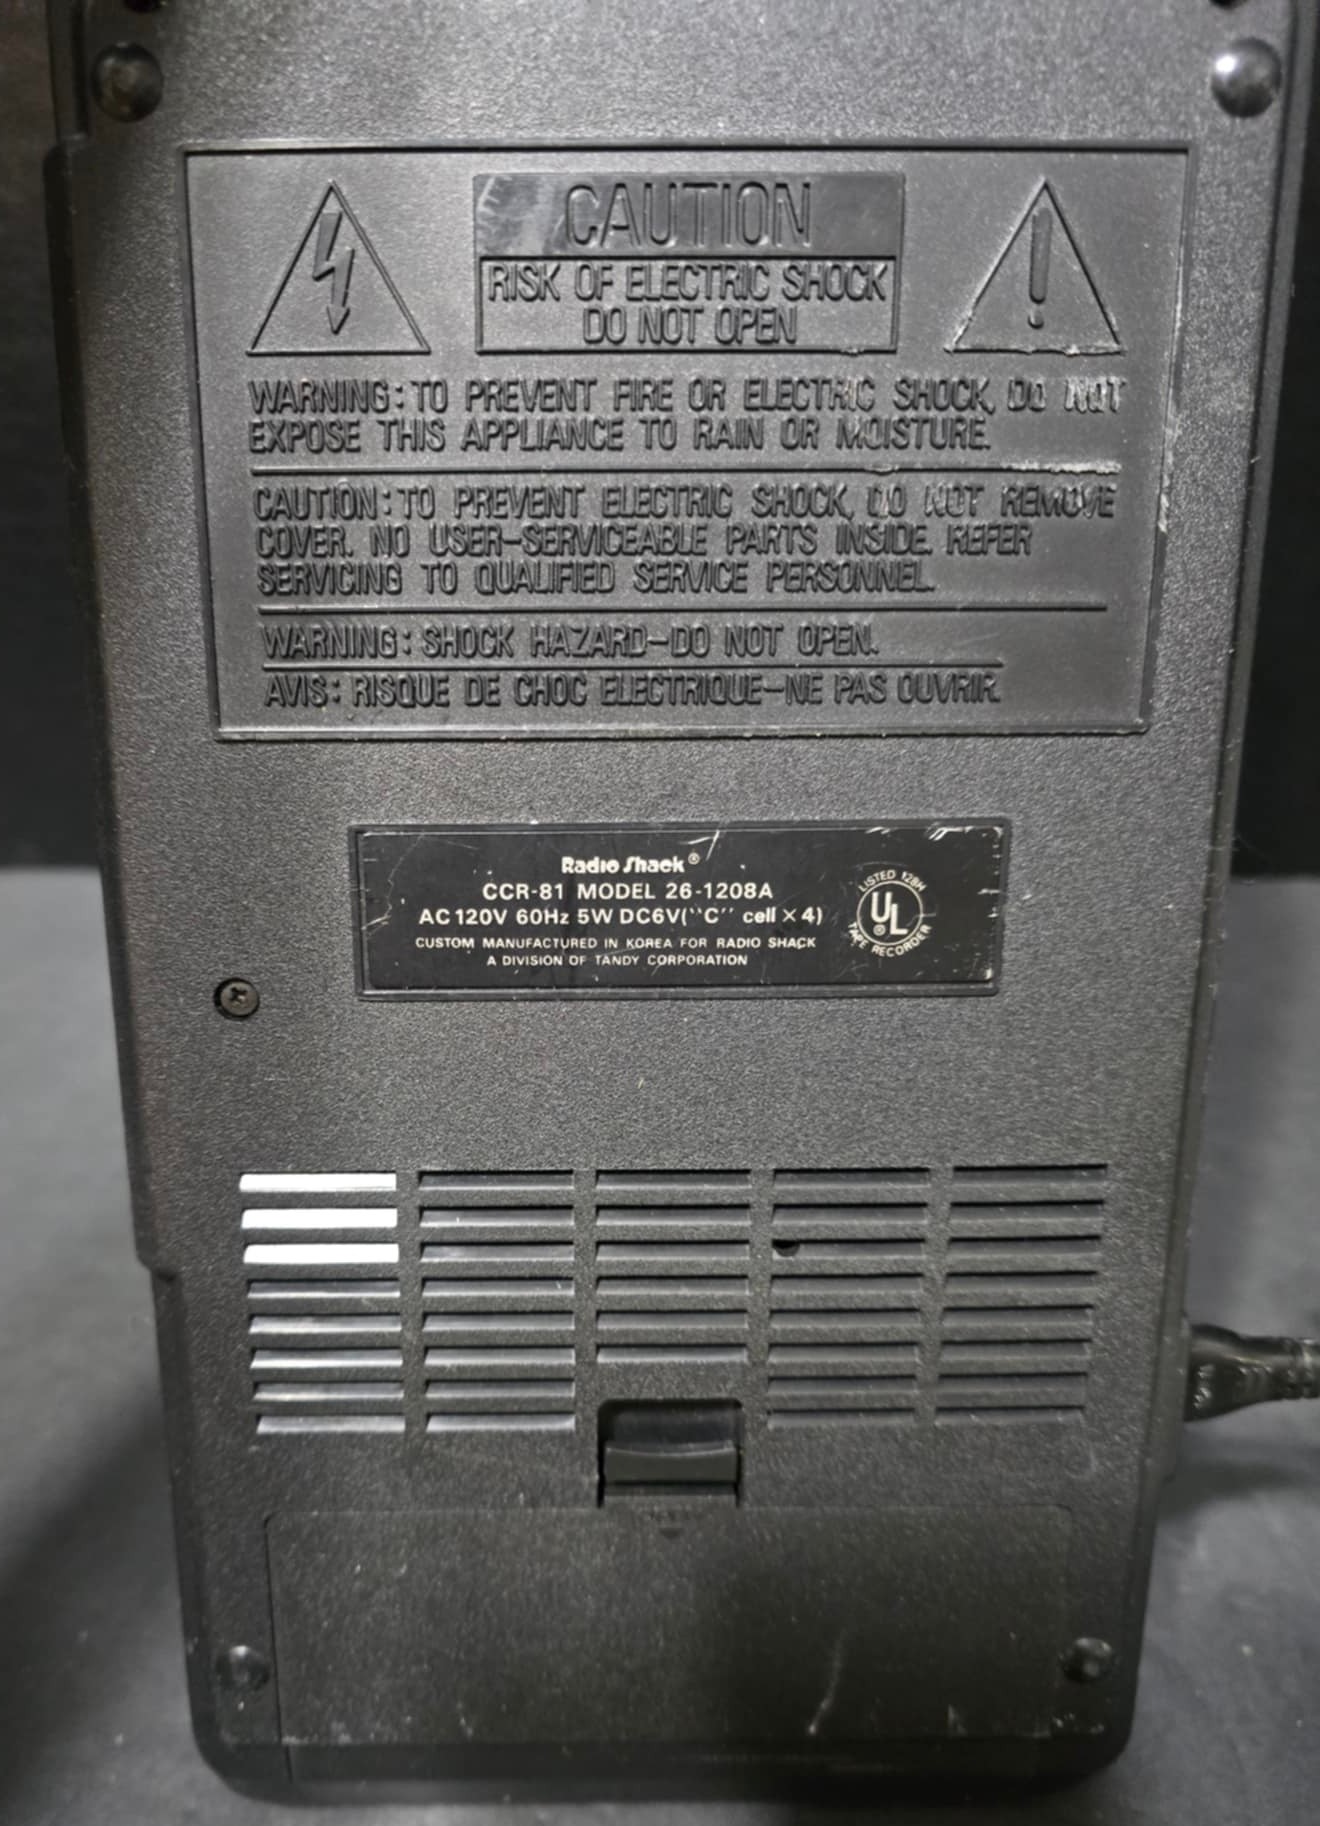 CAUTION
RISK OF ELECTRIC SHOCK
DO NOT OPEN
WARNING: TO PREVENT FIRE OR ELECTRIC SHOCK, DO NOT
EXPOSE THIS APPLIANCE TO RAIN OR MOISTURE.
CAUTION: TO PREVENT ELECTRIC SHOCK, DO NOT REMOVE
COVER. NO USER-SERVICEABLE PARTS INSIDE. REFER
SERVICING TO QUALIFIED SERVICE PERSONNEL.
WARNING: SHOCK HAZARD-DO NOT OPEN.
AVIS: RISQUE DE CHOC ELECTRIQUE-NE PAS OUVRIR.
Radio Shack®
CCR-81 MODEL 26-1208A
AC 120V 60Hz 5W DC6V(''C'' cell × 4)
CUSTOM MANUFACTURED IN KOREA FOR RADIO SHACK
A DIVISION OF TANDY CORPORATION
LISTED 128H
UL®
TAPE RECORDER